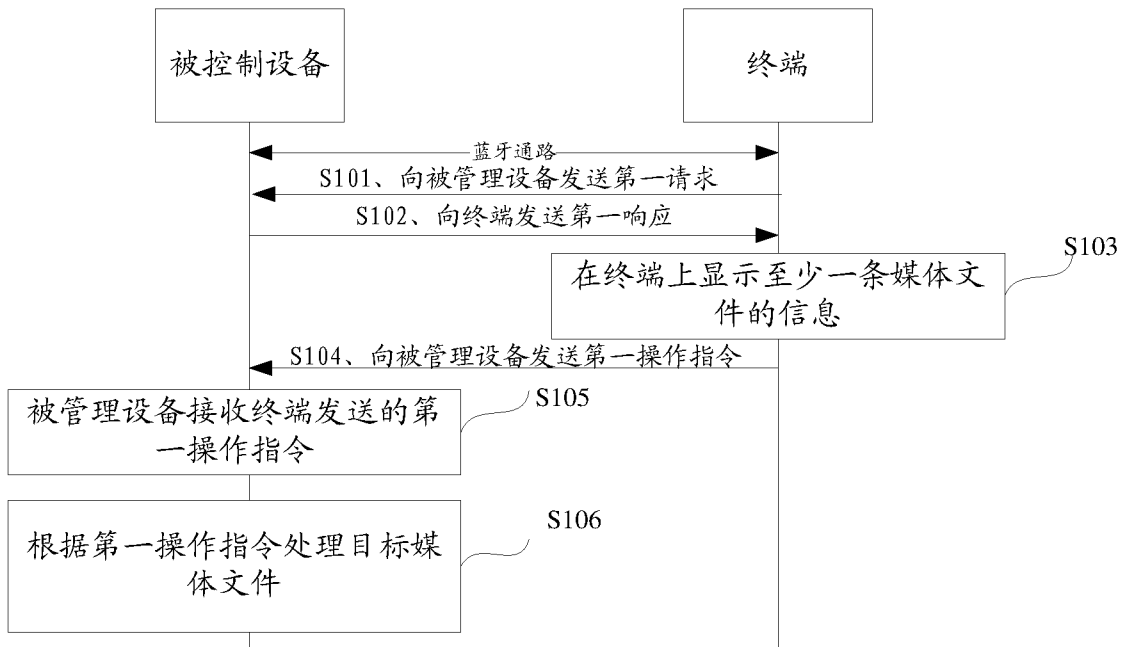 被控制设备
终端
蓝牙通路
S101、向被管理设备发送第一请求
S102、向终端发送第一响应
S103
在终端上显示至少一条媒体文
件的信息
S104、向被管理设备发送第一操作指令
S105
被管理设备接收终端发送的第
一操作指令
S106
根据第一操作指令处理目标媒
体文件